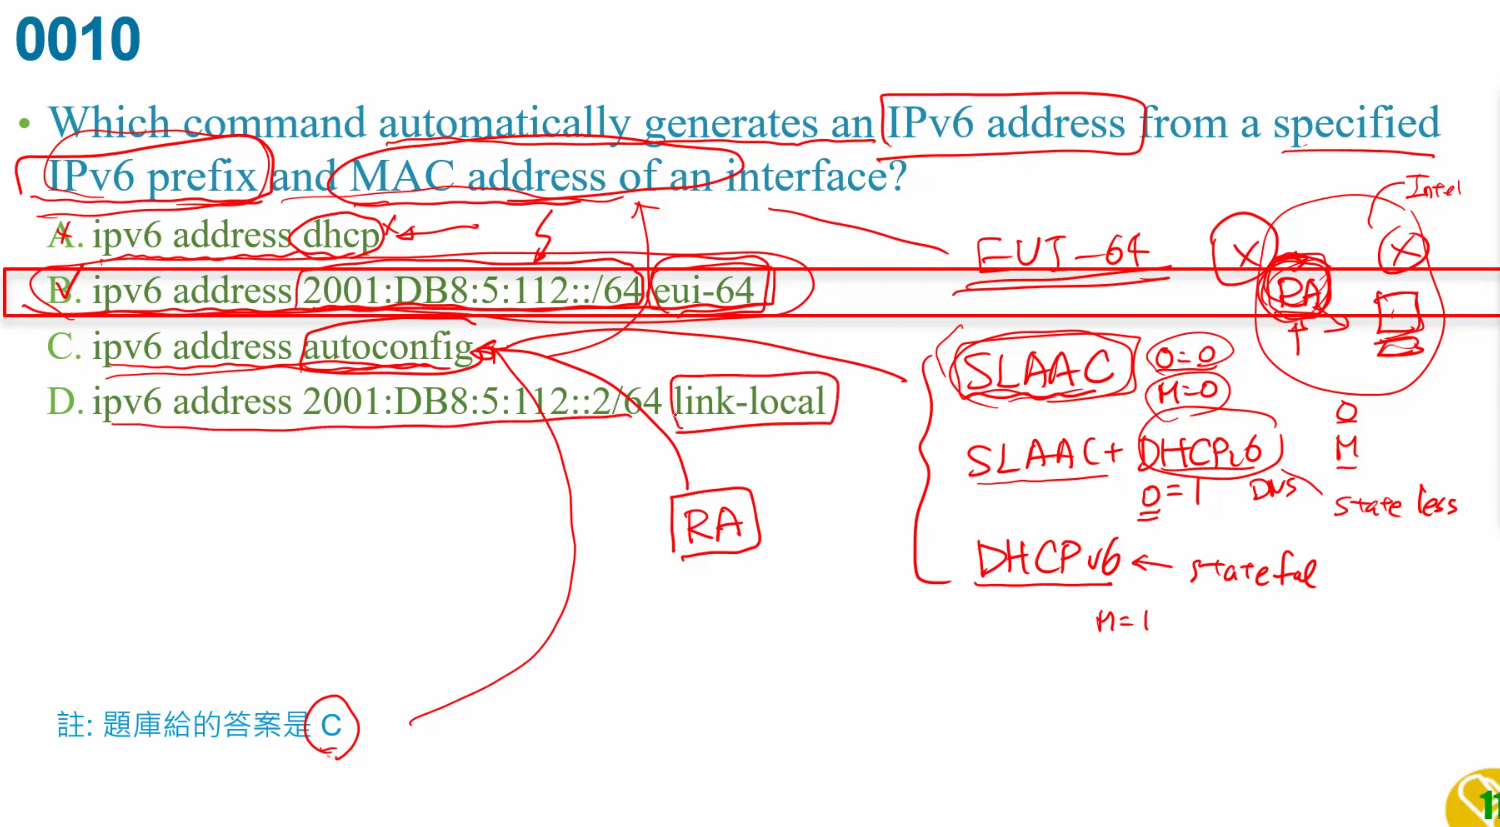 0010
• Which command automatically generates an IPv6 address from a specified
IPv6 prefix and MAC address of an interface?
A. ipv6 address dhcp
B. ipv6 address 2001:DB8:5:112::/64 eui-64
C. ipv6 address autoconfig
D. ipv6 address 2001:DB8:5:112::2/64 link-local
EUI-64
Intel
X
X
RA
SLAAC
O=0
M=0
SLAAC+ DHCPv6
O=1
DNS
O
M
state less
RA
DHCPv6 ← stateful
M=1
註: 題庫給的答案是 C